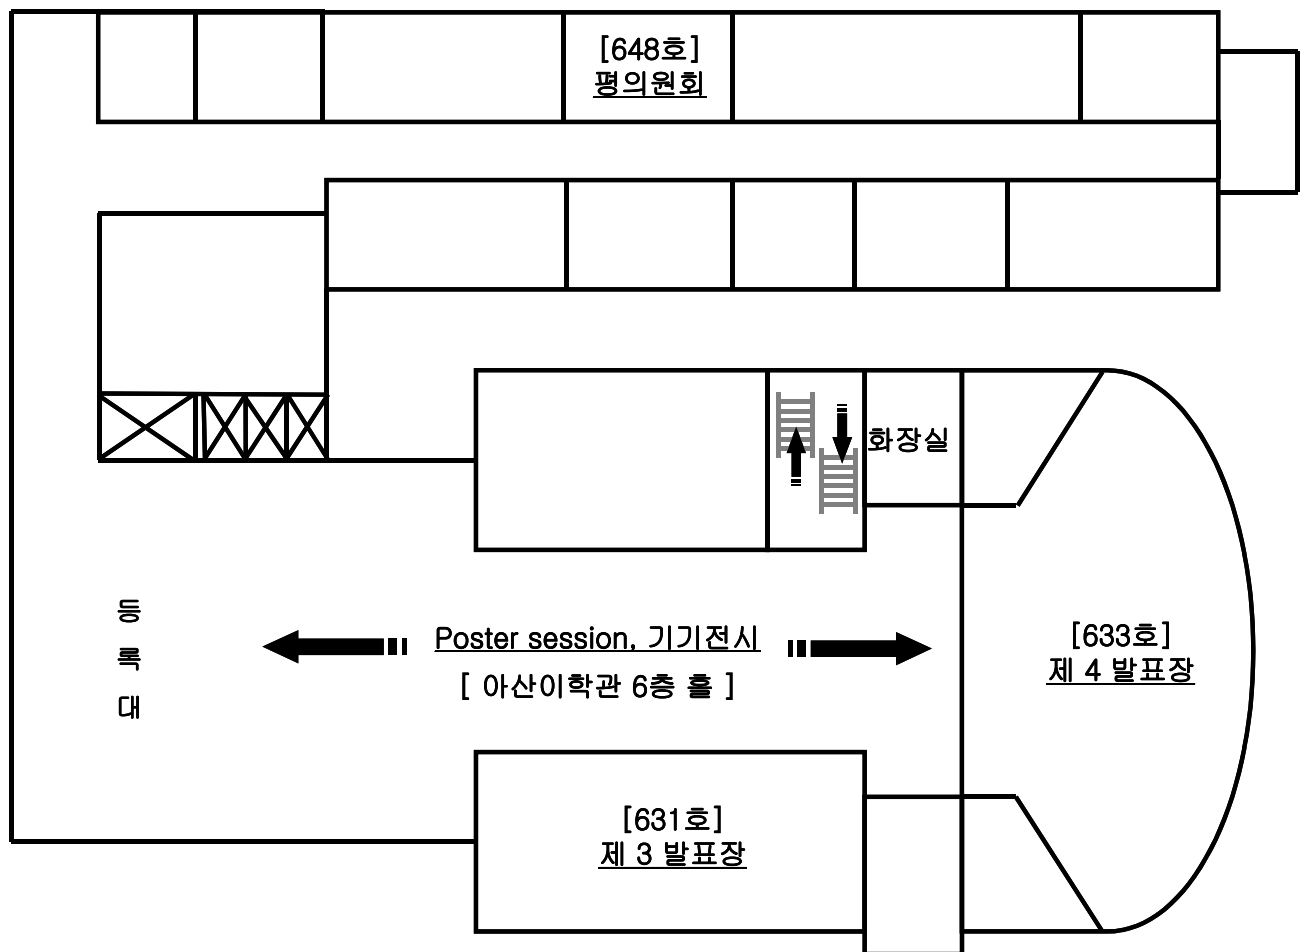 [648호]
평의원회
화장실
등
록
대
Poster session, 기기전시
[ 아산이학관 6층 홀 ]
[633호]
제 4 발표장
[631호]
제 3 발표장